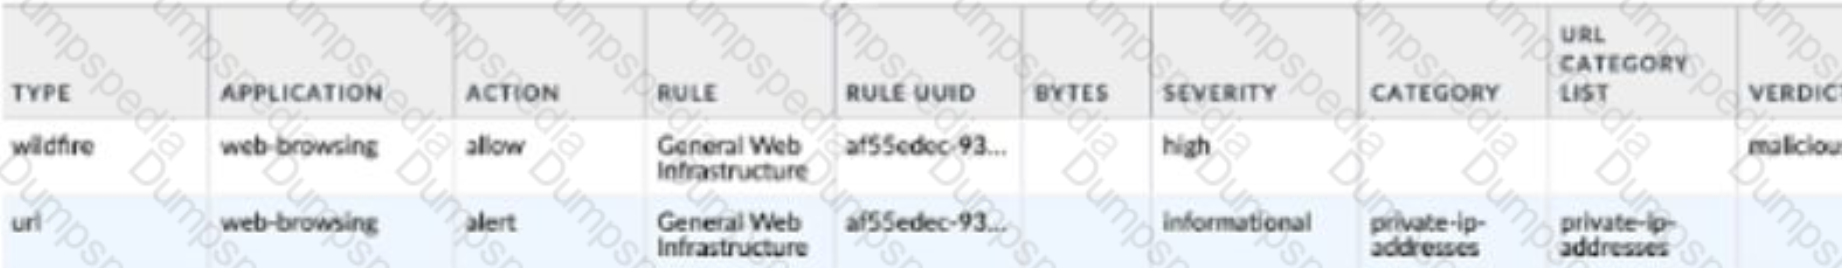 TYPE APPLICATION ACTION RULE RULE UUID BYTES SEVERITY CATEGORY URL CATEGORY LIST VERDICT
wildfire web-browsing allow General Web Infrastructure af55edec-93... high maliciou
url web-browsing alert General Web Infrastructure af55edec-93... informational private-ip-addresses private-ip-addresses
Dumpspedia